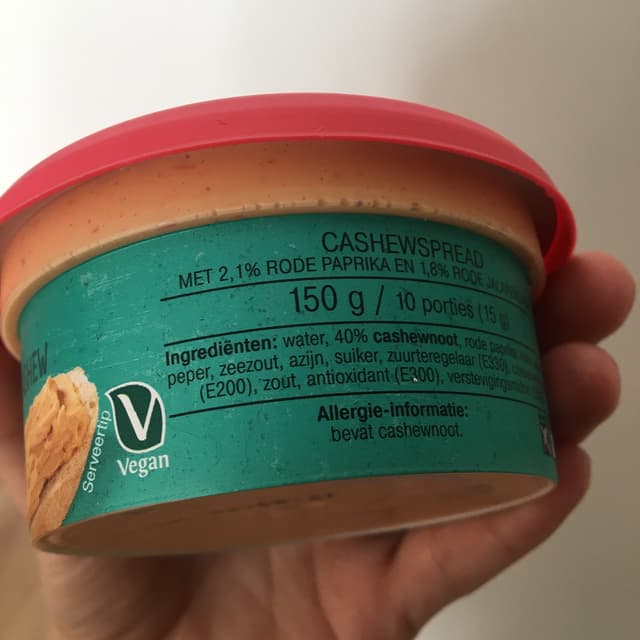 CASHEWSPREAD
MET 2,1% RODE PAPRIKA EN 1,8% RODE
150 g / 10 porties (15 g)
Ingrediënten: water, 40% cashewnoot, rode
peper, zeezout, azijn, suiker, zuurteregelaar (E330),
(E200), zout, antioxidant (E300),
Allergie-informatie:
bevat cashewnoot.
Serveertip
V
Vegan